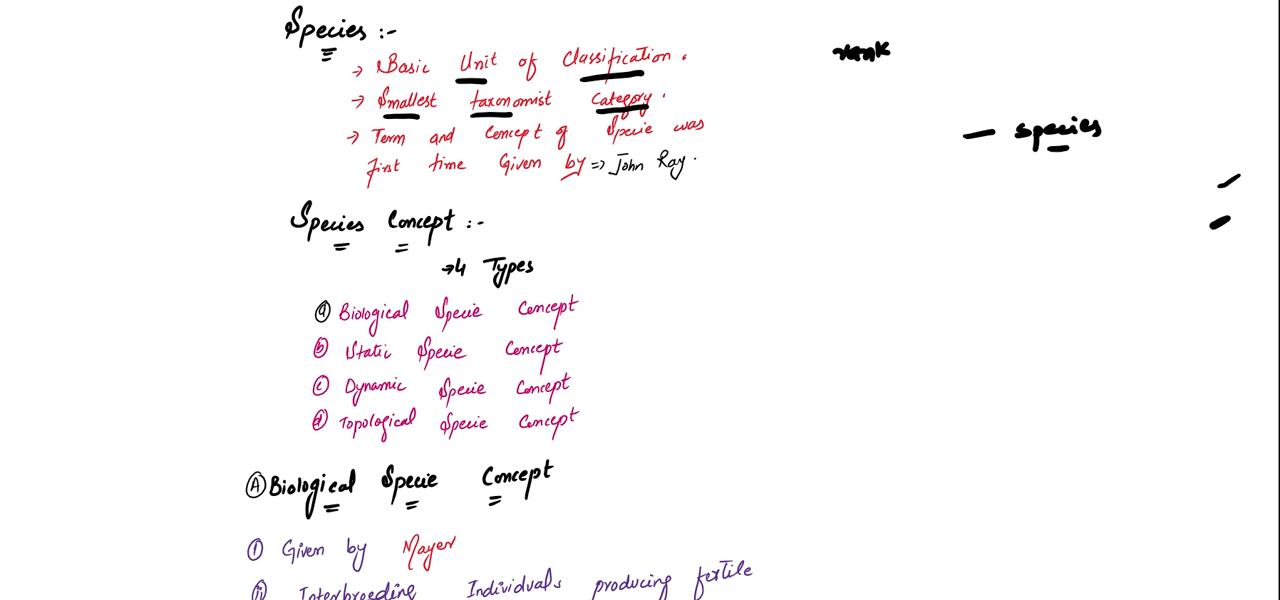 Species :-
→ Basic Unit of Classification.
rank
→ Smallest taxonomist Category.
— species
→ Term and Concept of Specie was
first time Given by => John Ray.
Species Concept :-
→ 4 Types
(a) Biological Specie Concept
(b) Static Specie Concept
(c) Dynamic Specie Concept
(d) Topological Specie Concept
(A) Biological Specie Concept
(i) Given by Mayer
(ii) Interbreeding Individuals producing fertile